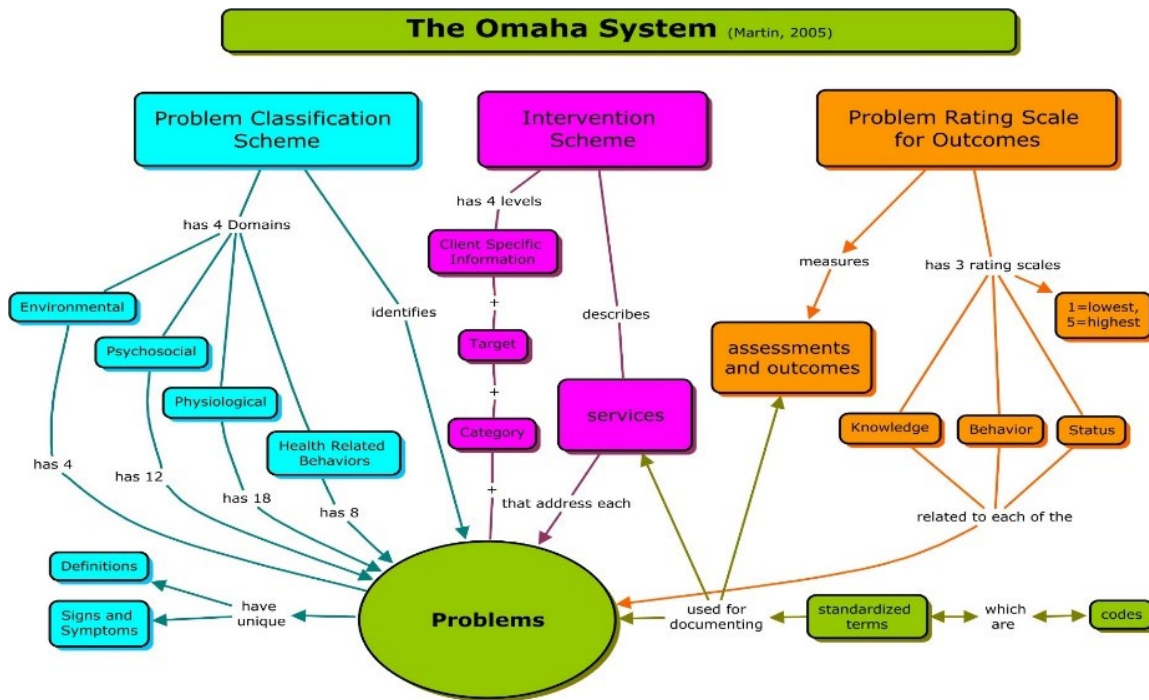 The Omaha System (Martin, 2005)
Problem Classification
Scheme
Intervention
Scheme
Problem Rating Scale
for Outcomes
has 4 Domains
has 4 levels
Client Specific
Information
measures
has 3 rating scales
Environmental
identifies
+
describes
1=lowest,
5=highest
Psychosocial
Target
assessments
and outcomes
Physiological
+
services
Knowledge
Behavior
Status
Health Related
Behaviors
Category
has 4
has 12
has 18
has 8
+
that address each
related to each of the
Definitions
Signs and
Symptoms
have
unique
Problems
used for
documenting
standardized
terms
which
are
codes